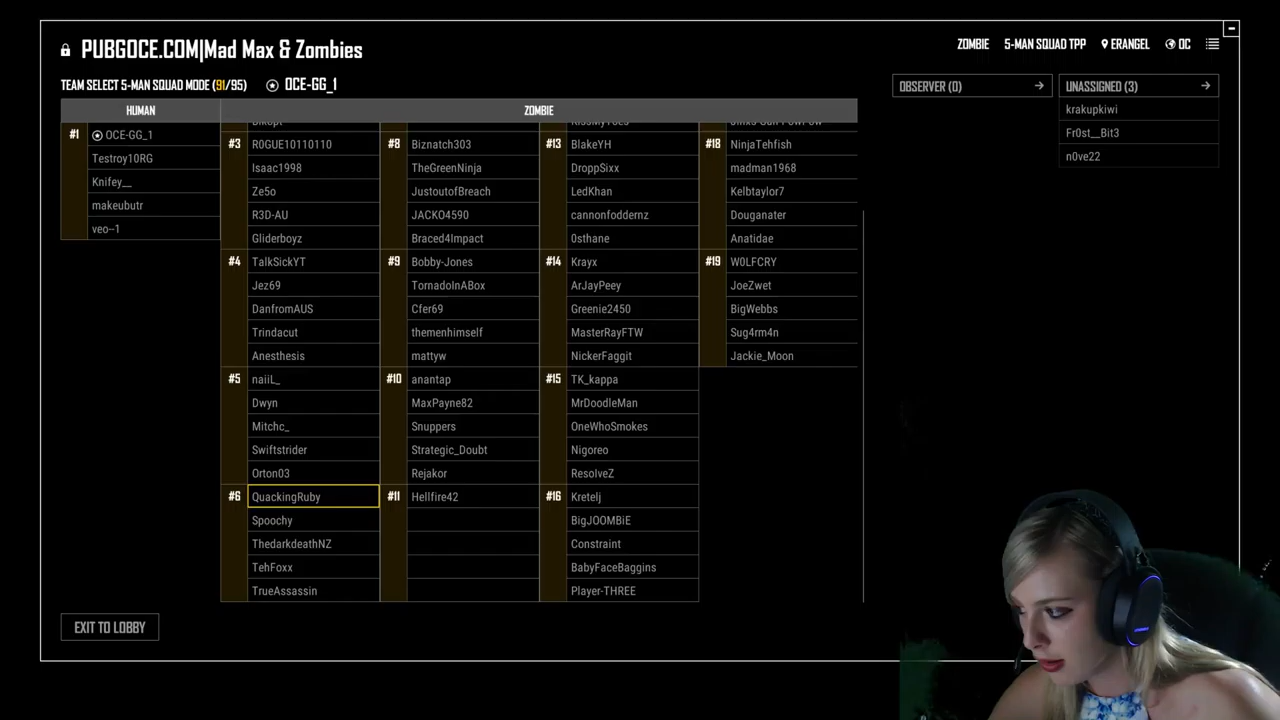 PUBGOCE.COM|Mad Max & Zombies
ZOMBIE 5-MAN SQUAD TPP ERANGEL OC
TEAM SELECT 5-MAN SQUAD MODE (91/95) OCE-GG_1
OBSERVER (0)
UNASSIGNED (3)
krakupkiwi
Fr0st__Bit3
n0ve22
HUMAN
ZOMBIE
#1 OCE-GG_1
Testroy10RG
Knifey__
makeubutr
veo--1
#3 R0GUE10110110
Isaac1998
Ze5o
R3D-AU
Gliderboyz
#4 TalkSickYT
Jez69
DanfromAUS
Trindacut
Anesthesis
#5 naiiL_
Dwyn
Mitchc_
Swiftstrider
Orton03
#6 QuackingRuby
Spoochy
ThedarkdeathNZ
TehFoxx
TrueAssassin
#8 Biznatch303
TheGreenNinja
JustoutofBreach
JACKO4590
Braced4Impact
#9 Bobby-Jones
TornadoInABox
Cfer69
themenhimself
mattyw
#10 anantap
MaxPayne82
Snuppers
Strategic_Doubt
Rejakor
#11 Hellfire42
#13 BlakeYH
DroppSixx
LedKhan
cannonfoddernz
0sthane
#14 Krayx
ArJayPeey
Greenie2450
MasterRayFTW
NickerFaggit
#15 TK_kappa
MrDoodleMan
OneWhoSmokes
Nigoreo
ResolveZ
#16 Kretelj
BigJOOMBiE
Constraint
BabyFaceBaggins
Player-THREE
#18 NinjaTehfish
madman1968
Kelbtaylor7
Douganater
Anatidae
#19 W0LFCRY
JoeZwet
BigWebbs
Sug4rm4n
Jackie_Moon
EXIT TO LOBBY